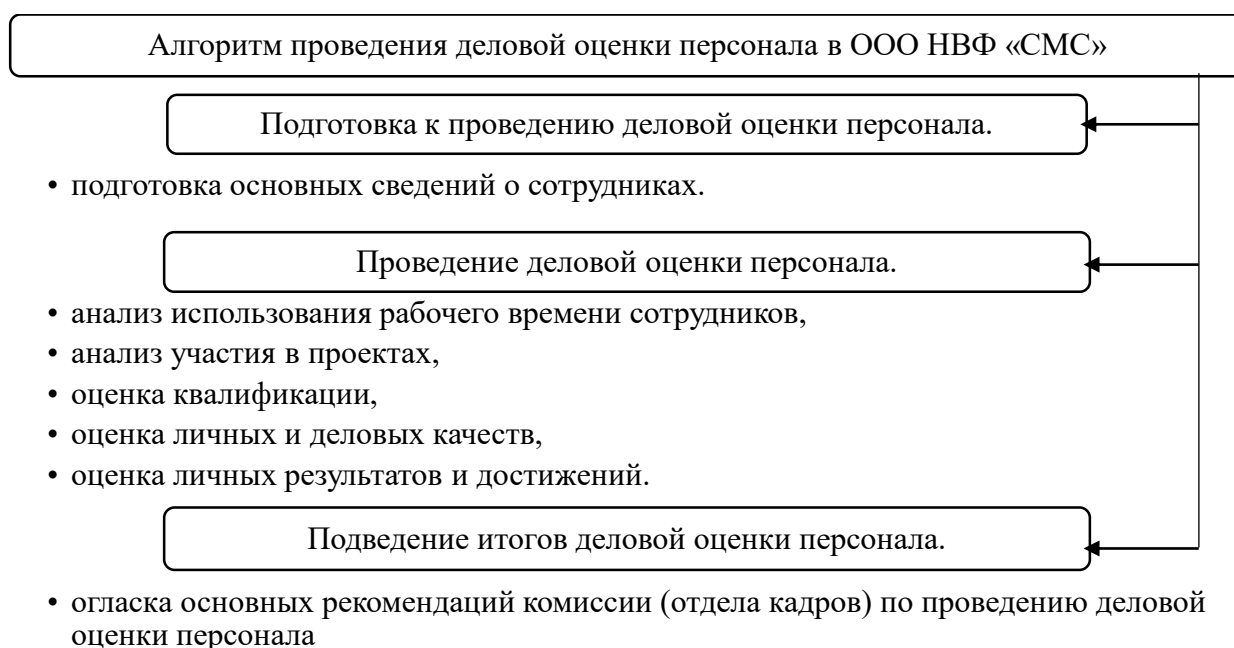 Алгоритм проведения деловой оценки персонала в ООО НВФ «СМС»
Подготовка к проведению деловой оценки персонала.
• подготовка основных сведений о сотрудниках.
Проведение деловой оценки персонала.
• анализ использования рабочего времени сотрудников,
• анализ участия в проектах,
• оценка квалификации,
• оценка личных и деловых качеств,
• оценка личных результатов и достижений.
Подведение итогов деловой оценки персонала.
• огласка основных рекомендаций комиссии (отдела кадров) по проведению деловой
оценки персонала